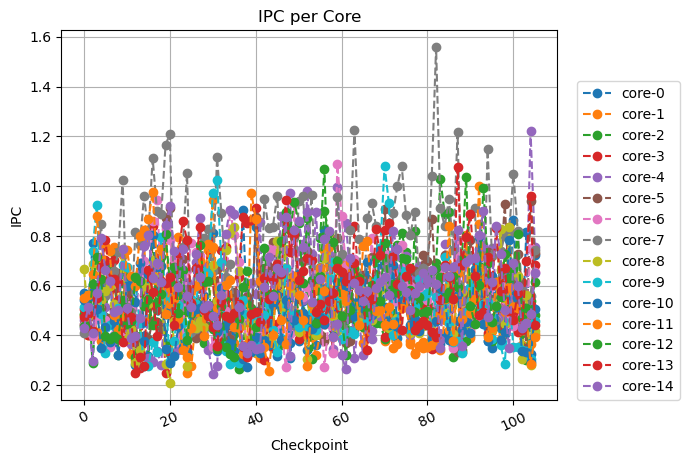 IPC per Core
1.6
1.4
1.2
1.0
0.8
0.6
0.4
0.2
IPC
0
20
40
60
80
100
Checkpoint
core-0
core-1
core-2
core-3
core-4
core-5
core-6
core-7
core-8
core-9
core-10
core-11
core-12
core-13
core-14